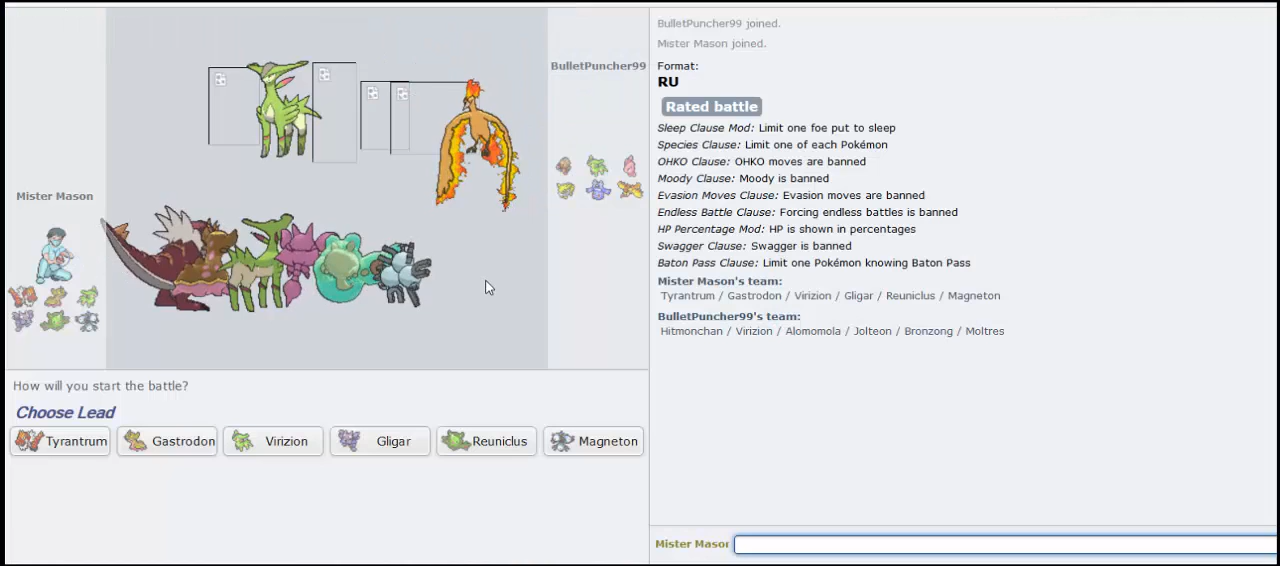 BulletPuncher99
Mister Mason
How will you start the battle?
Choose Lead
Tyrantrum
Gastrodon
Virizion
Gligar
Reuniclus
Magneton
BulletPuncher99 joined.
Mister Mason joined.
Format:
RU
Rated battle
Sleep Clause Mod: Limit one foe put to sleep
Species Clause: Limit one of each Pokémon
OHKO Clause: OHKO moves are banned
Moody Clause: Moody is banned
Evasion Moves Clause: Evasion moves are banned
Endless Battle Clause: Forcing endless battles is banned
HP Percentage Mod: HP is shown in percentages
Swagger Clause: Swagger is banned
Baton Pass Clause: Limit one Pokémon knowing Baton Pass
Mister Mason's team:
Tyrantrum / Gastrodon / Virizion / Gligar / Reuniclus / Magneton
BulletPuncher99's team:
Hitmonchan / Virizion / Alomomola / Jolteon / Bronzong / Moltres
Mister Mason